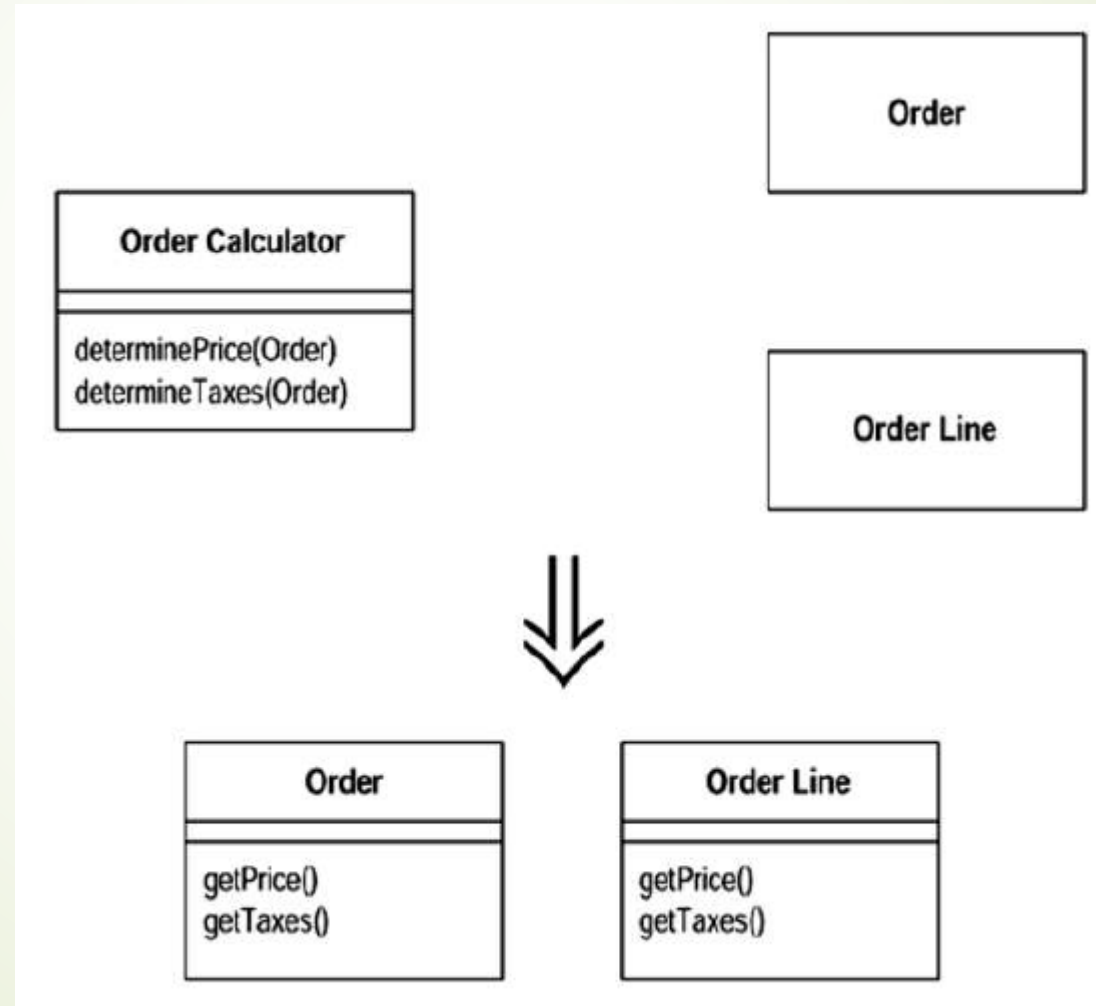 Order
Order Calculator
determinePrice(Order)
determineTaxes(Order)
Order Line
Order
getPrice()
getTaxes()
Order Line
getPrice()
getTaxes()